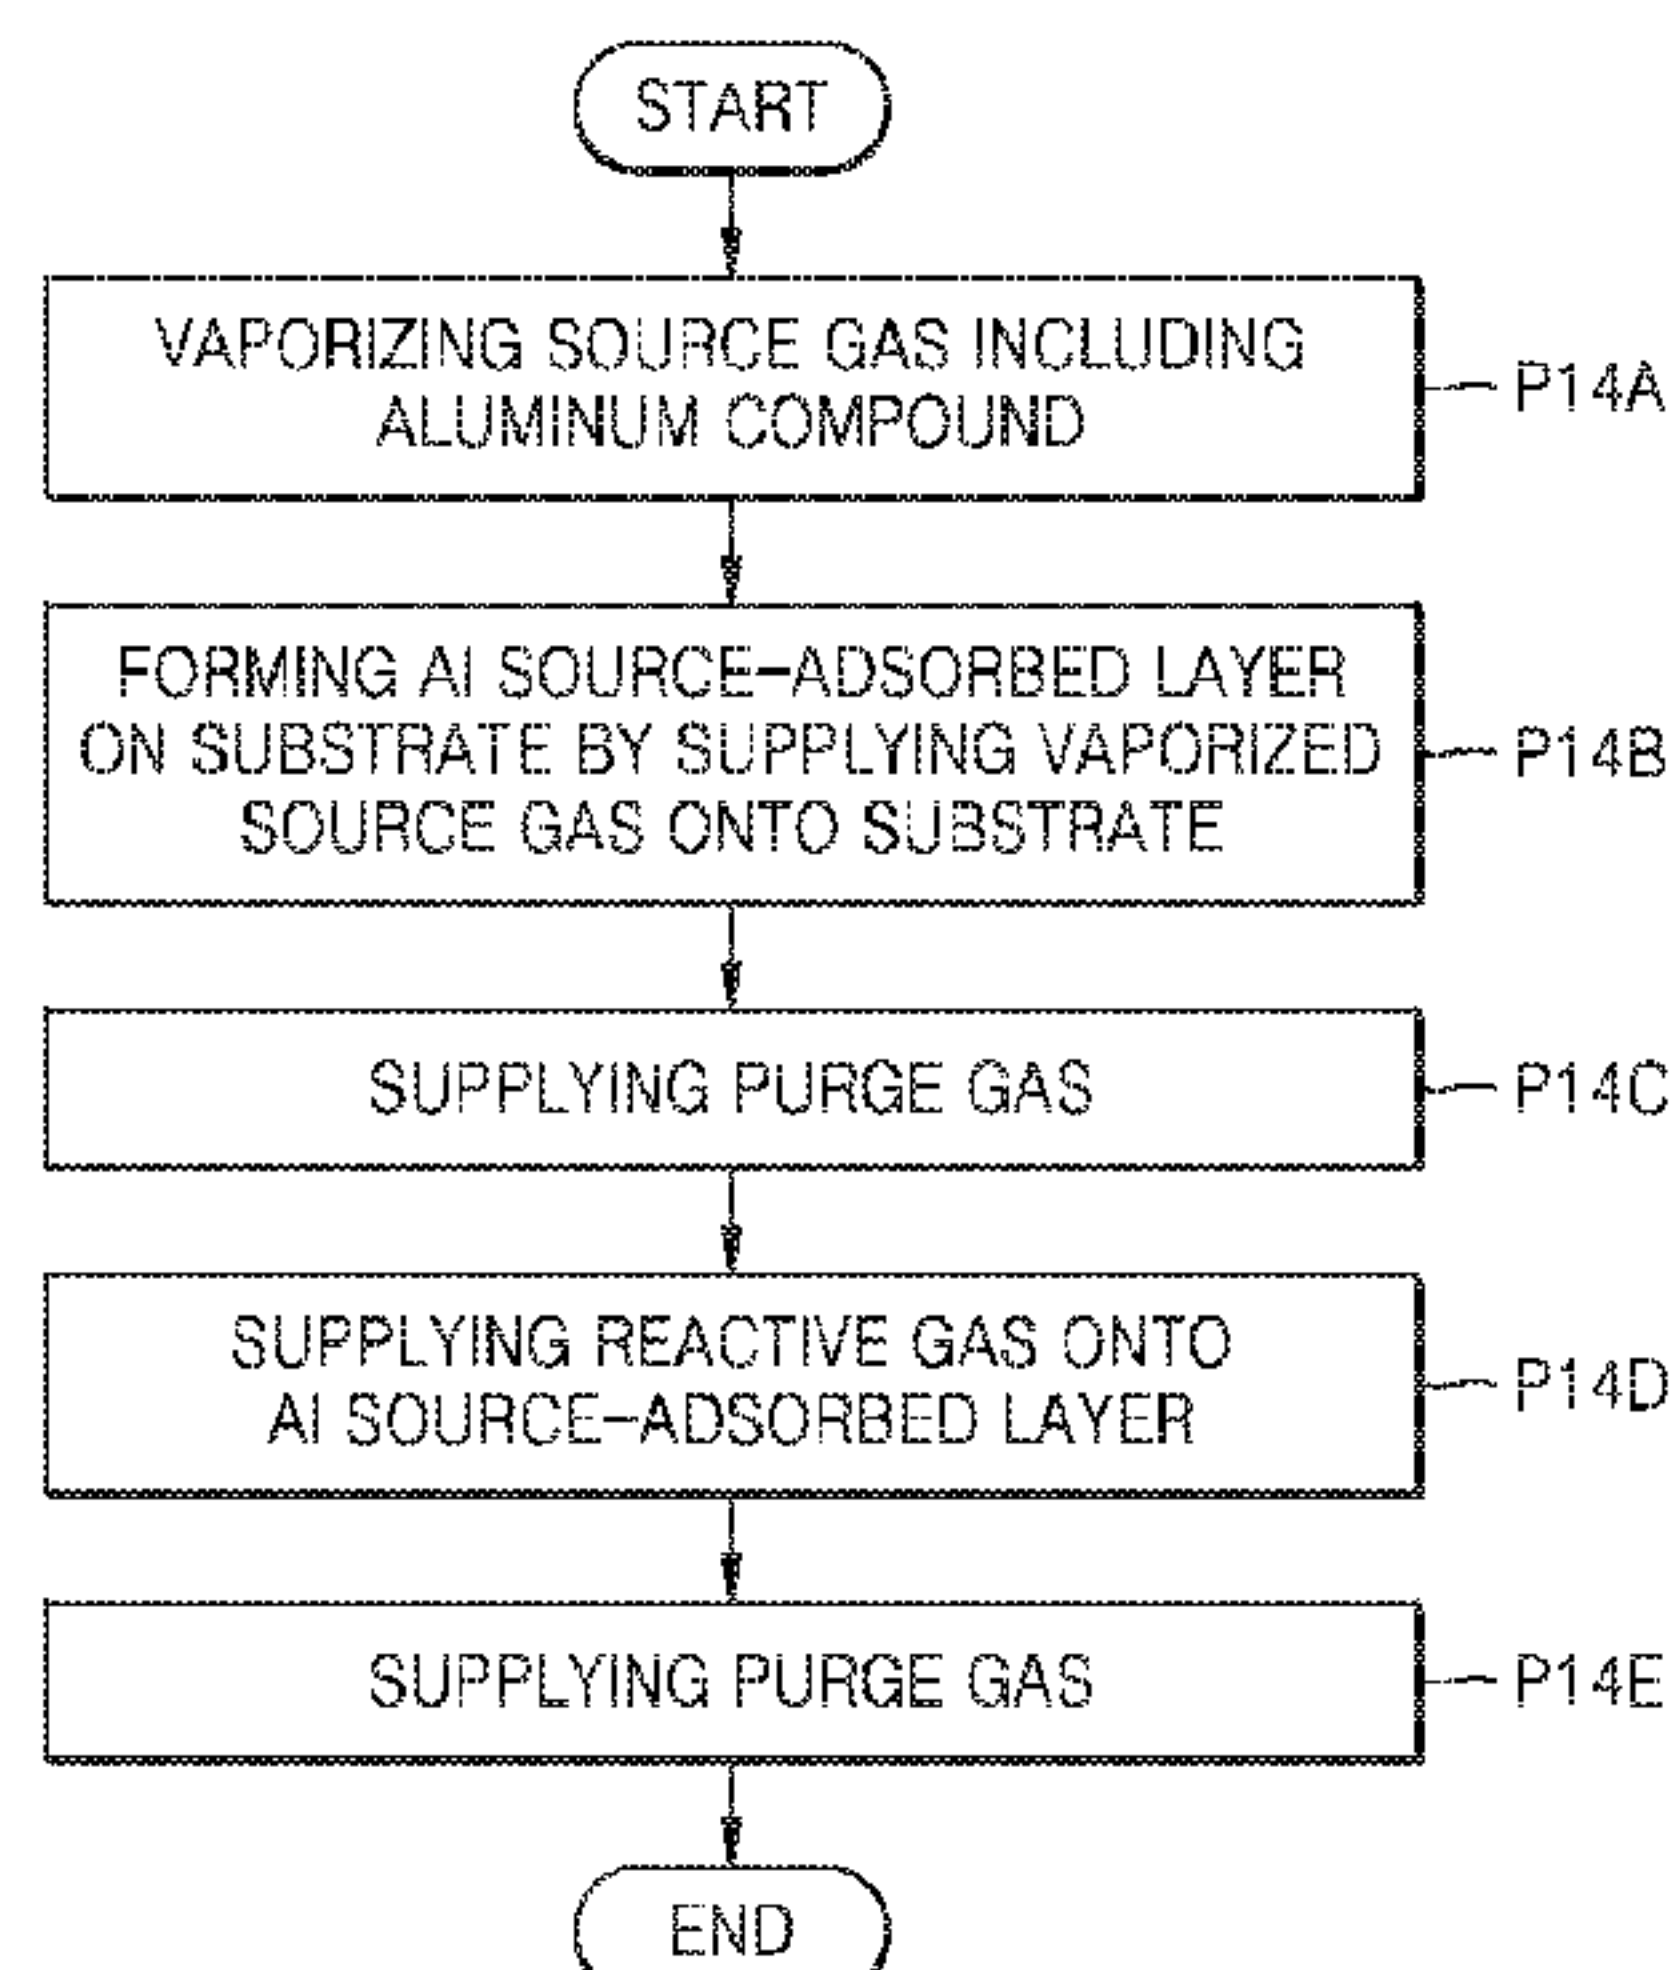 START
VAPORIZING SOURCE GAS INCLUDING
ALUMINUM COMPOUND
P14A
FORMING Al SOURCE-ADSORBED LAYER
ON SUBSTRATE BY SUPPLYING VAPORIZED
SOURCE GAS ONTO SUBSTRATE
P14B
SUPPLYING PURGE GAS
P14C
SUPPLYING REACTIVE GAS ONTO
Al SOURCE-ADSORBED LAYER
P14D
SUPPLYING PURGE GAS
P14E
END